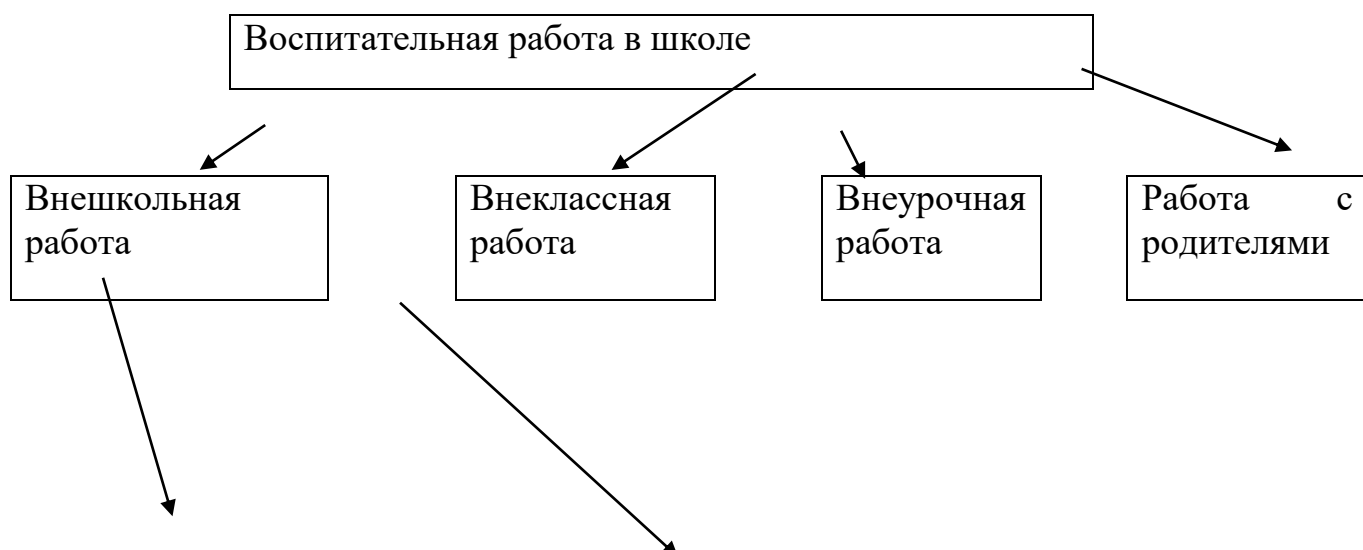 Воспитательная работа в школе
Внешкольная
работа
Внеклассная
работа
Внеурочная
работа
Работа с
родителями